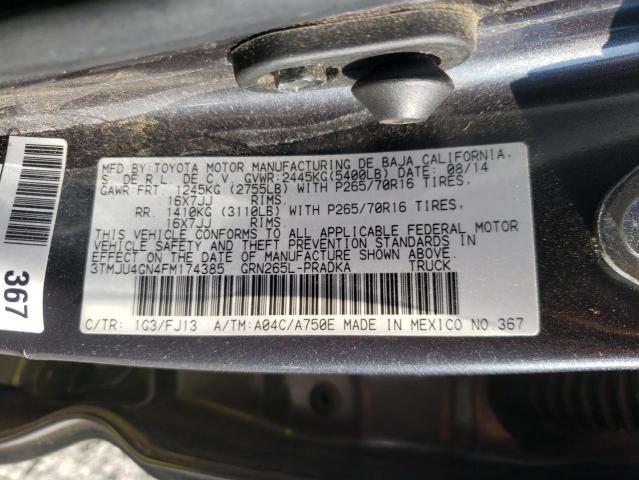 MFD.BY:TOYOTA MOTOR MANUFACTURING DE BAJA CALIFORNIA,
S. DE R.L. DE C.V. GVWR:2445KG(5400LB) DATE: 08/14
GAWR:FRT. 1245KG (2755LB) WITH P265/70R16 TIRES,
16X7JJ RIMS.
RR. 1410KG (3110LB) WITH P265/70R16 TIRES,
16X7JJ RIMS.
THIS VEHICLE CONFORMS TO ALL APPLICABLE FEDERAL MOTOR
VEHICLE SAFETY AND THEFT PREVENTION STANDARDS IN
EFFECT ON THE DATE OF MANUFACTURE SHOWN ABOVE.
3TMJU4GN4FM174385 GRN265L-PRADKA TRUCK
C/TR: 1G3/FJ13 A/TM:A04C/A750E MADE IN MEXICO NO 367
367